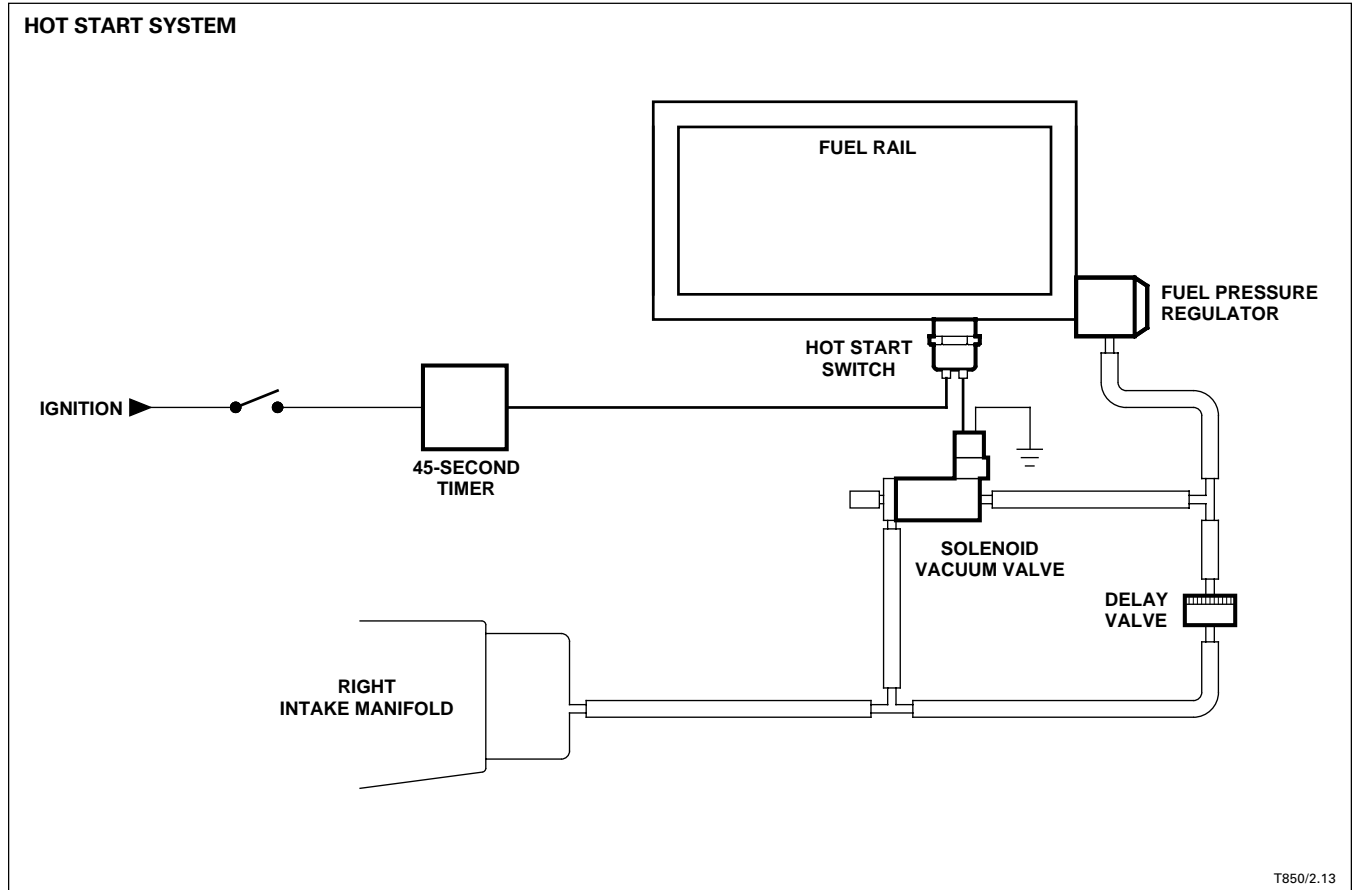 HOT START SYSTEM
FUEL RAIL
FUEL PRESSURE
REGULATOR
HOT START
SWITCH
IGNITION
45-SECOND
TIMER
SOLENOID
VACUUM VALVE
DELAY
VALVE
RIGHT
INTAKE MANIFOLD
T850/2.13